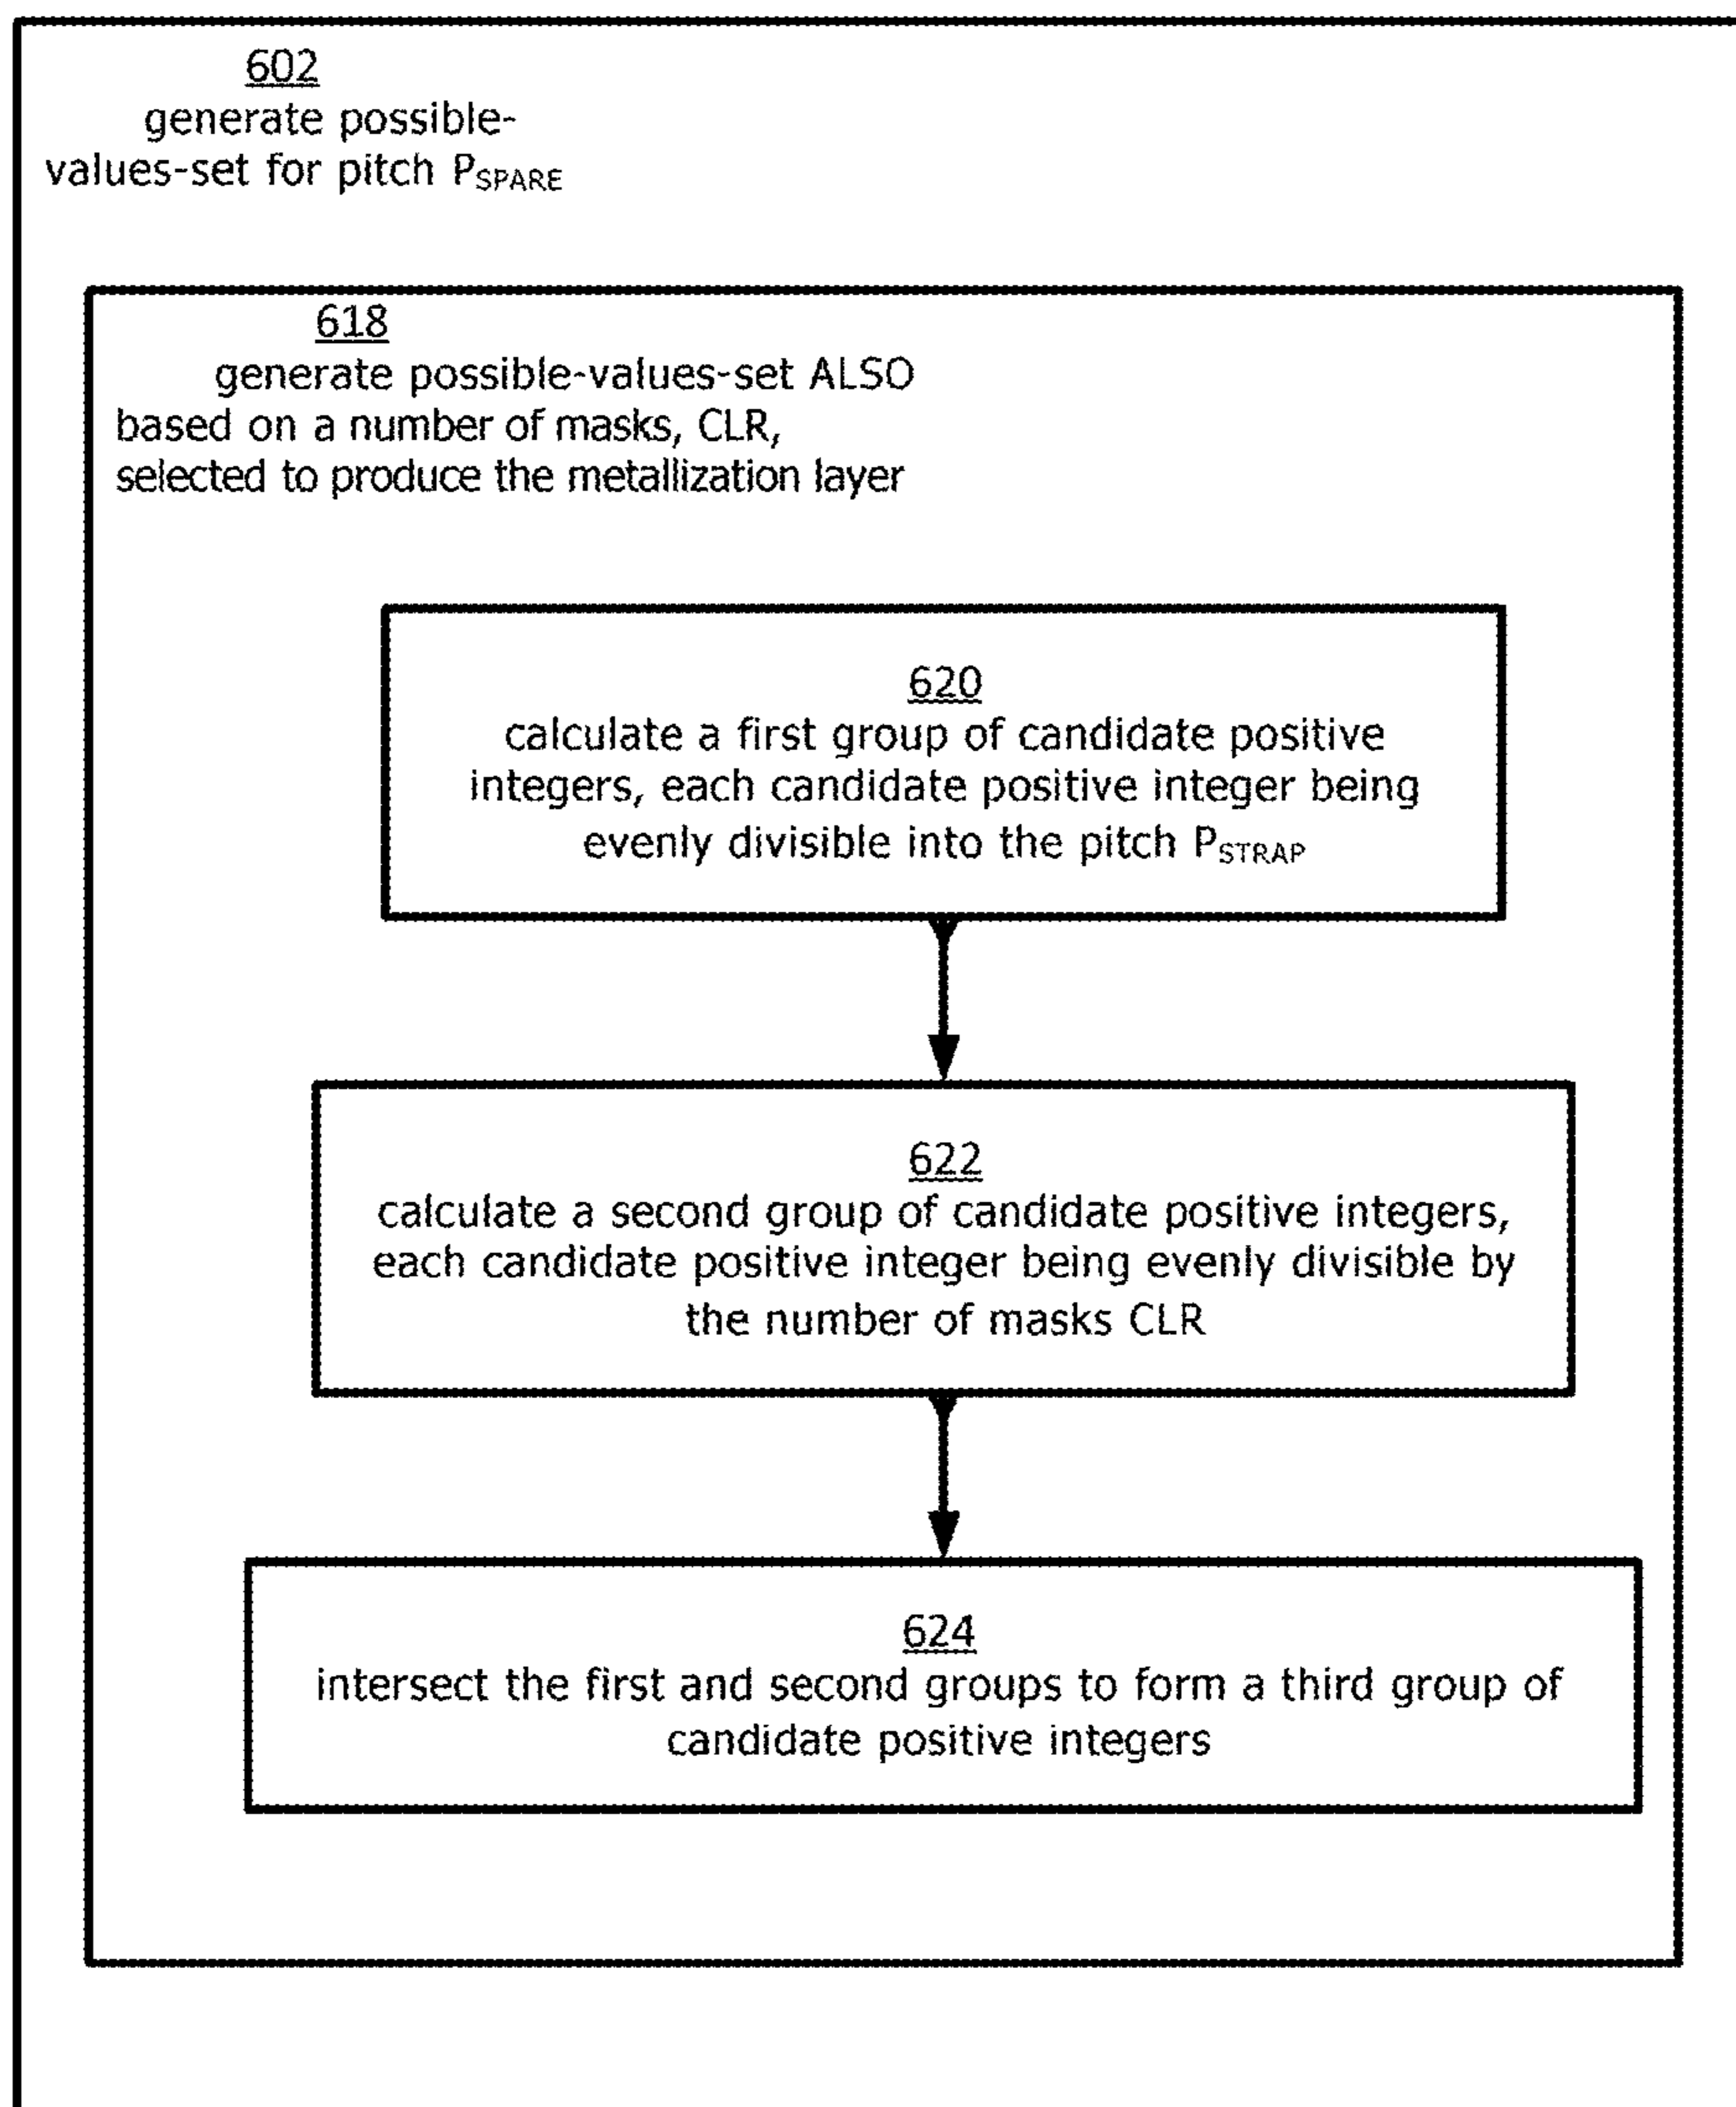 602
generate possible-
values-set for pitch PSPARE
618
generate possible-values-set ALSO
based on a number of masks, CLR,
selected to produce the metallization layer
620
calculate a first group of candidate positive
integers, each candidate positive integer being
evenly divisible into the pitch PSTRAP
622
calculate a second group of candidate positive integers,
each candidate positive integer being evenly divisible by
the number of masks CLR
624
intersect the first and second groups to form a third group of
candidate positive integers